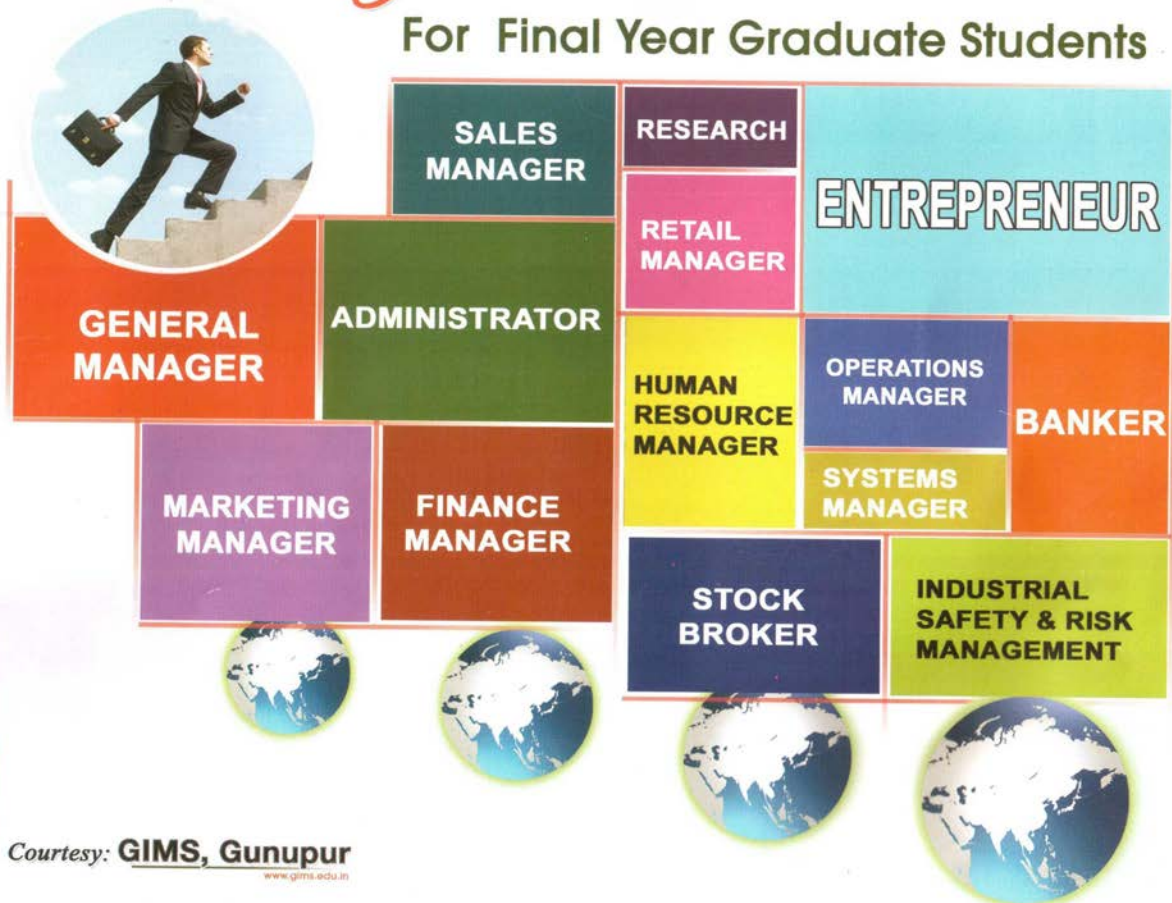 For Final Year Graduate Students
SALES
MANAGER
RESEARCH
RETAIL
MANAGER
ENTREPRENEUR
GENERAL
MANAGER
ADMINISTRATOR
HUMAN
RESOURCE
MANAGER
OPERATIONS
MANAGER
SYSTEMS
MANAGER
BANKER
MARKETING
MANAGER
FINANCE
MANAGER
STOCK
BROKER
INDUSTRIAL
SAFETY & RISK
MANAGEMENT
Courtesy: GIMS, Gunupur
www.gims.edu.in